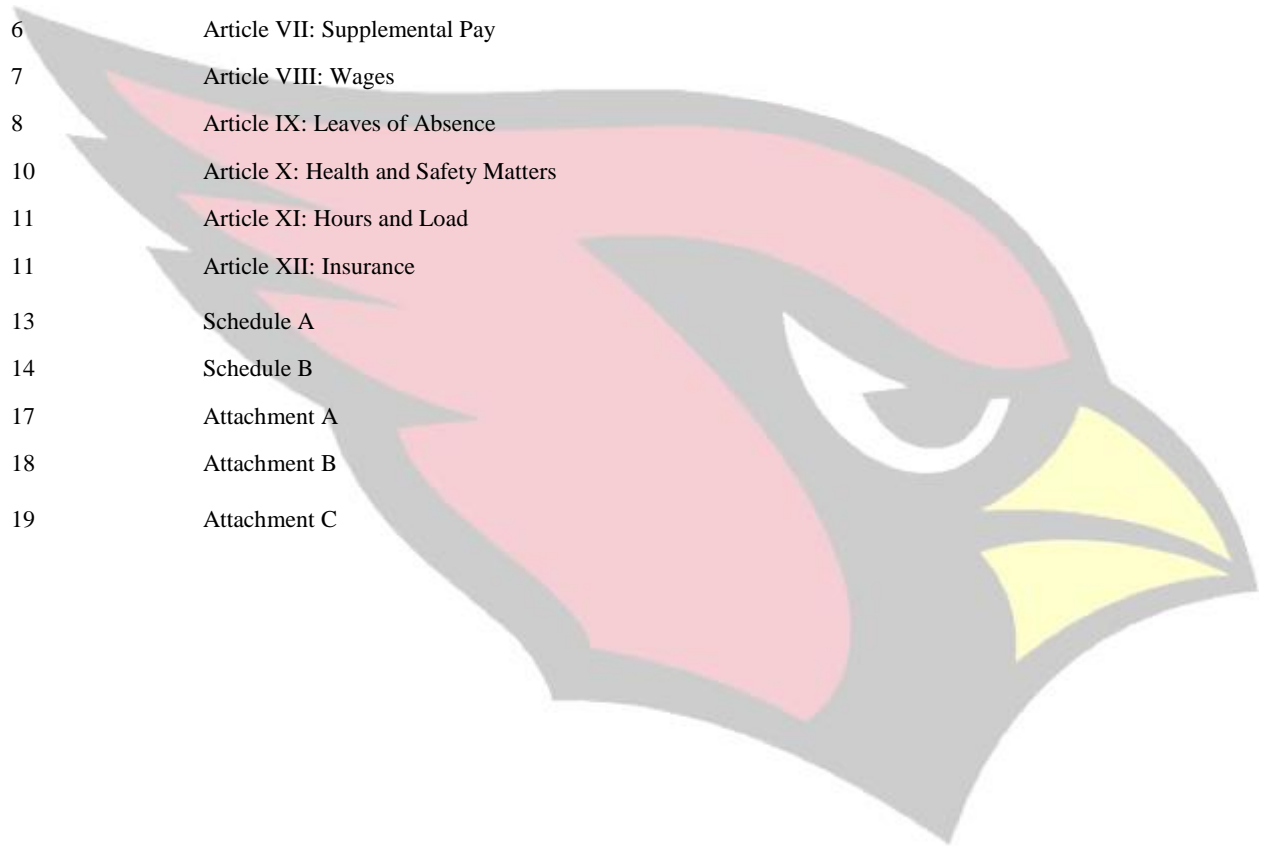 6 Article VII: Supplemental Pay
7 Article VIII: Wages
8 Article IX: Leaves of Absence
10 Article X: Health and Safety Matters
11 Article XI: Hours and Load
11 Article XII: Insurance
13 Schedule A
14 Schedule B
17 Attachment A
18 Attachment B
19 Attachment C